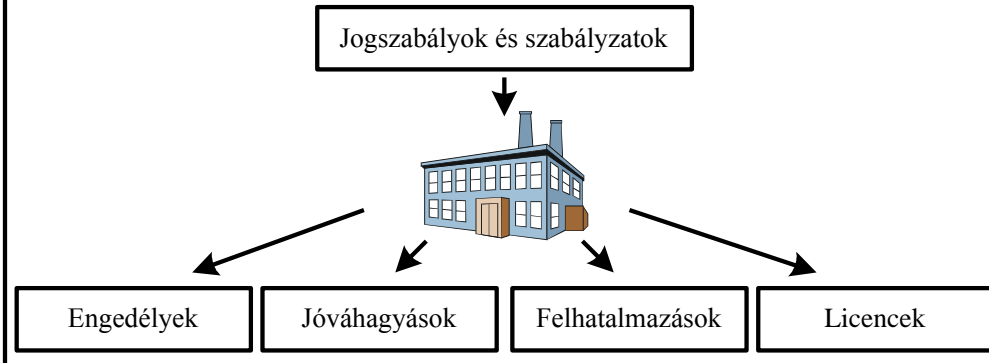 Jogszabályok és szabályzatok
Engedélyek
Jóváhagyások
Felhatalmazások
Licencek